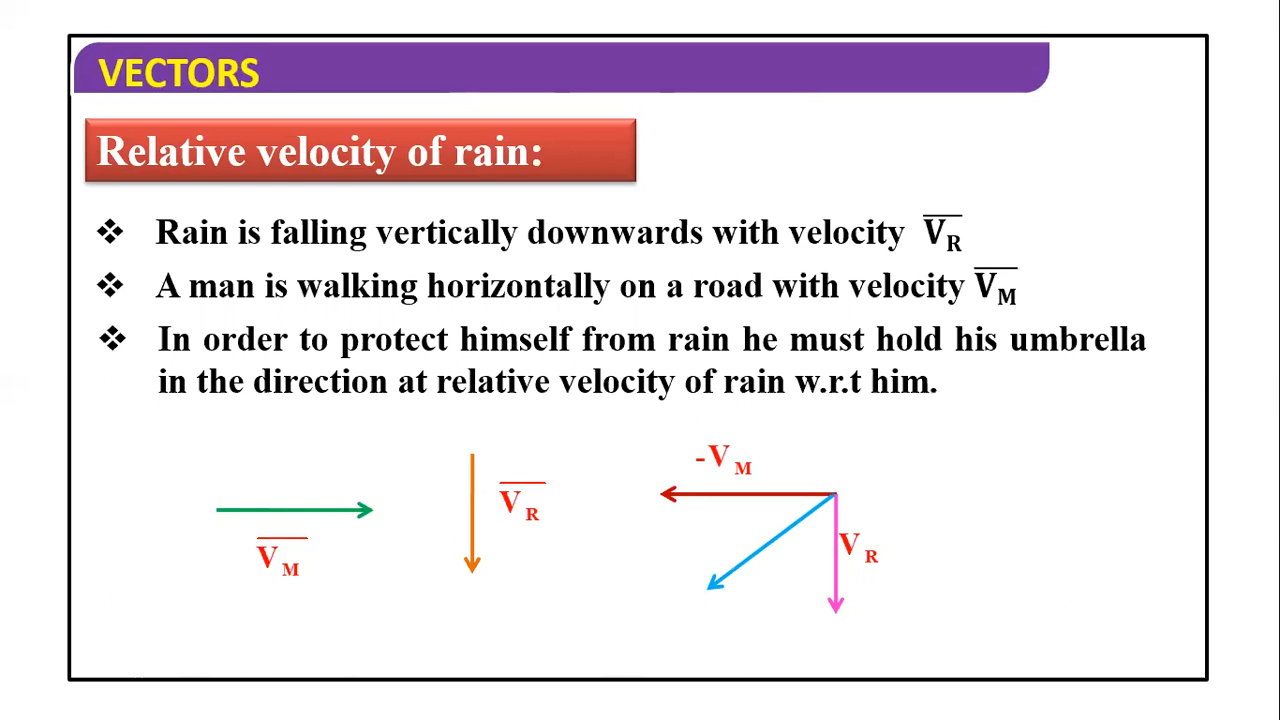 VECTORS
Relative velocity of rain:
❖ Rain is falling vertically downwards with velocity V̅R
❖ A man is walking horizontally on a road with velocity V̅M
❖ In order to protect himself from rain he must hold his umbrella
in the direction at relative velocity of rain w.r.t him.
-V M
V̅ R
V R
V̅ M